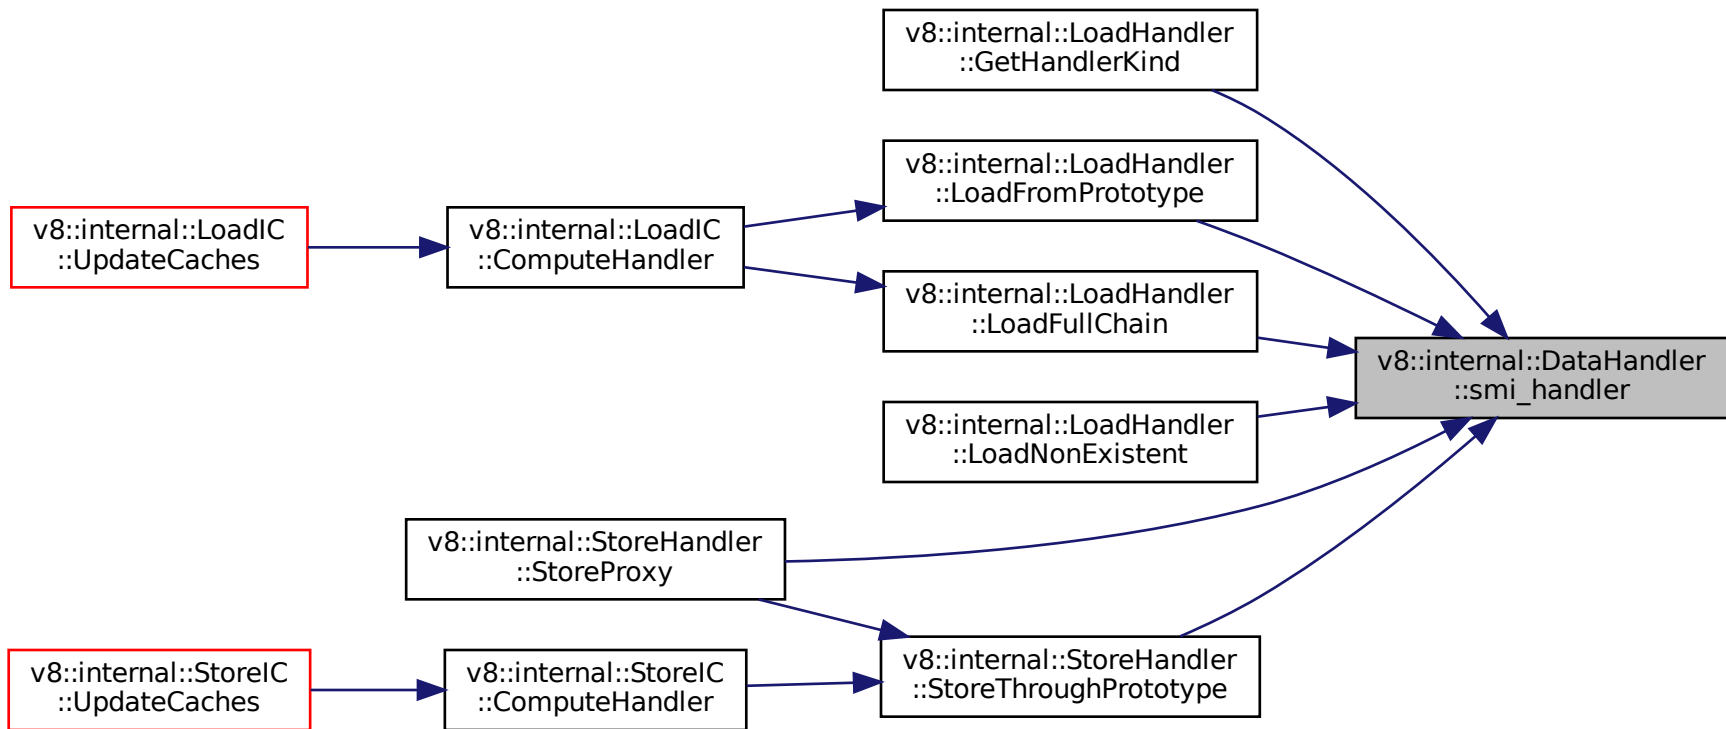 v8::internal::LoadHandler
::GetHandlerKind
v8::internal::LoadHandler
::LoadFromPrototype
v8::internal::LoadIC
::UpdateCaches
v8::internal::LoadIC
::ComputeHandler
v8::internal::LoadHandler
::LoadFullChain
v8::internal::DataHandler
::smi_handler
v8::internal::LoadHandler
::LoadNonExistent
v8::internal::StoreHandler
::StoreProxy
v8::internal::StoreIC
::UpdateCaches
v8::internal::StoreIC
::ComputeHandler
v8::internal::StoreHandler
::StoreThroughPrototype